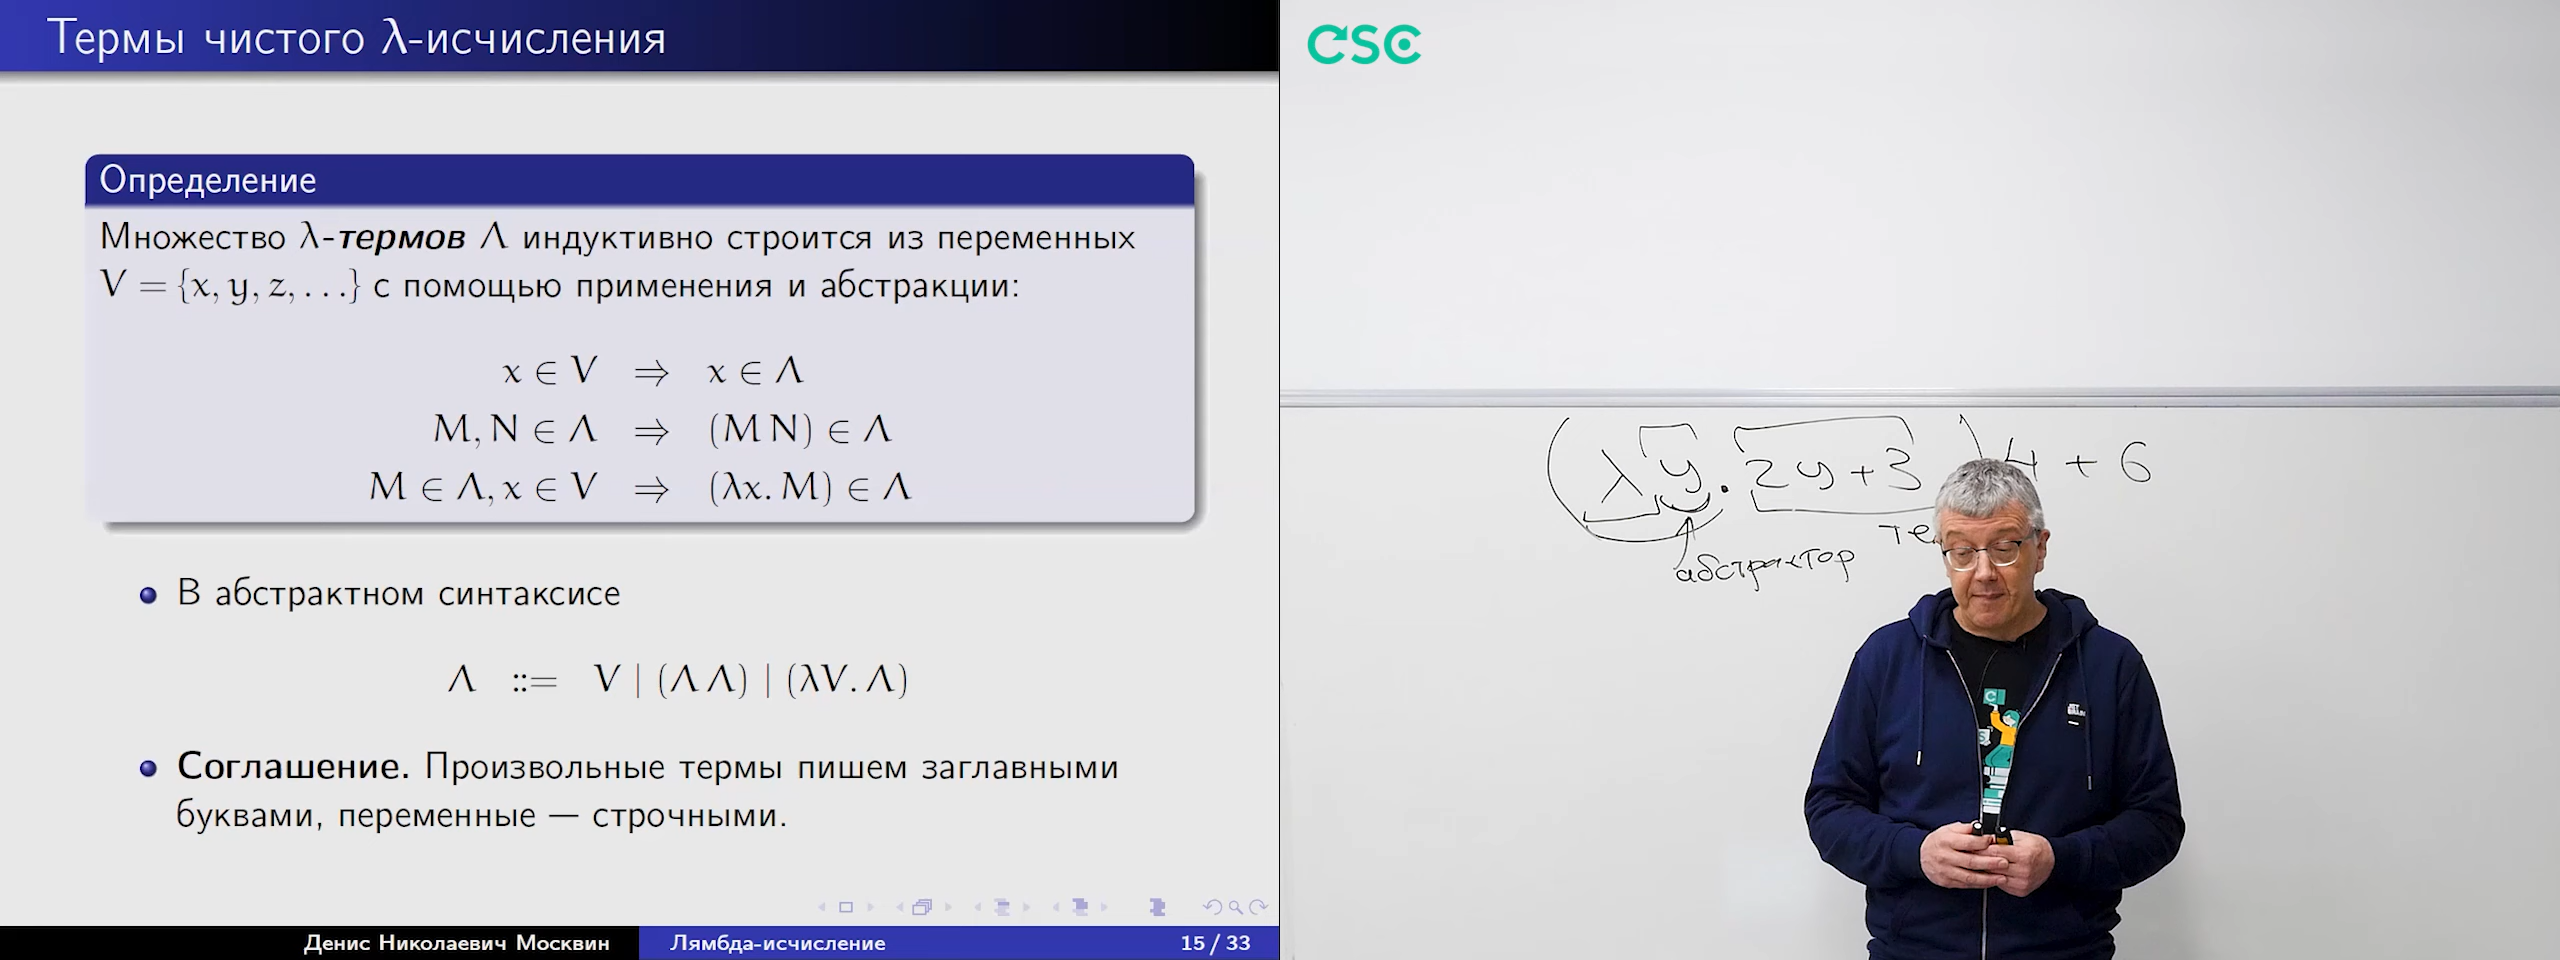 Термы чистого λ-исчисления
Определение
Множество λ-термов Λ индуктивно строится из переменных
V = {x, y, z, . . .} с помощью применения и абстракции:
x ∈ V ⇒ x ∈ Λ
M, N ∈ Λ ⇒ (M N) ∈ Λ
M ∈ Λ, x ∈ V ⇒ (λx. M) ∈ Λ
В абстрактном синтаксисе
Λ ::= V | (Λ Λ) | (λV. Λ)
Соглашение. Произвольные термы пишем заглавными
буквами, переменные — строчными.
Денис Николаевич Москвин
Лямбда-исчисление
15 / 33
CSC
(λ y. 2y+3) 4 + 6
абстрактор